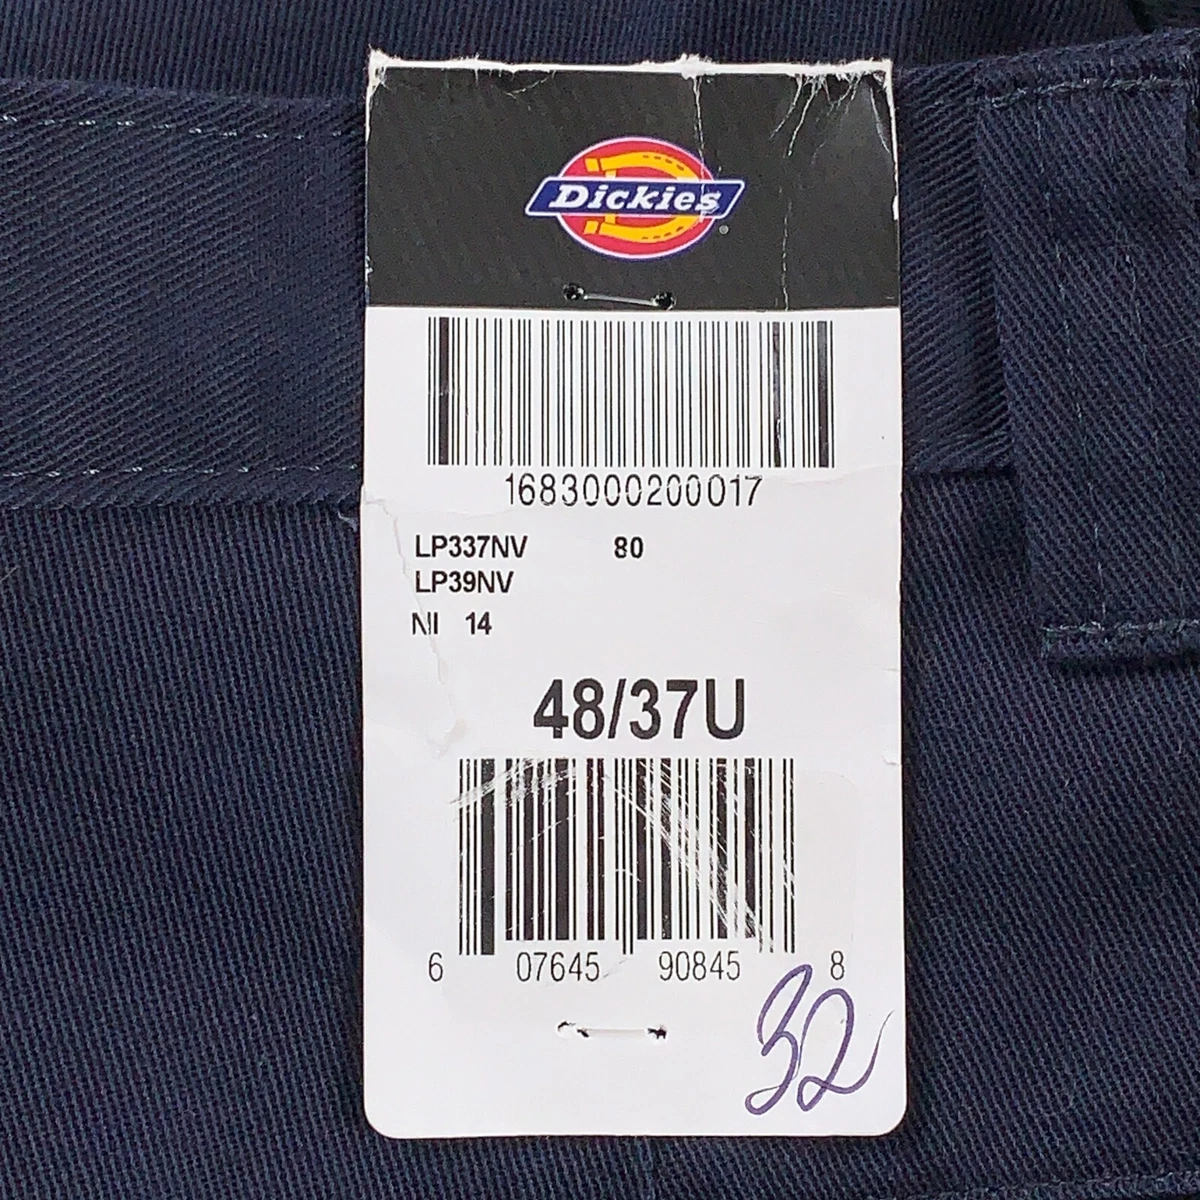 Dickies
1683000200017
LP337NV 80
LP39NV
NI 14
48/37U
6 07645 90845 8
32